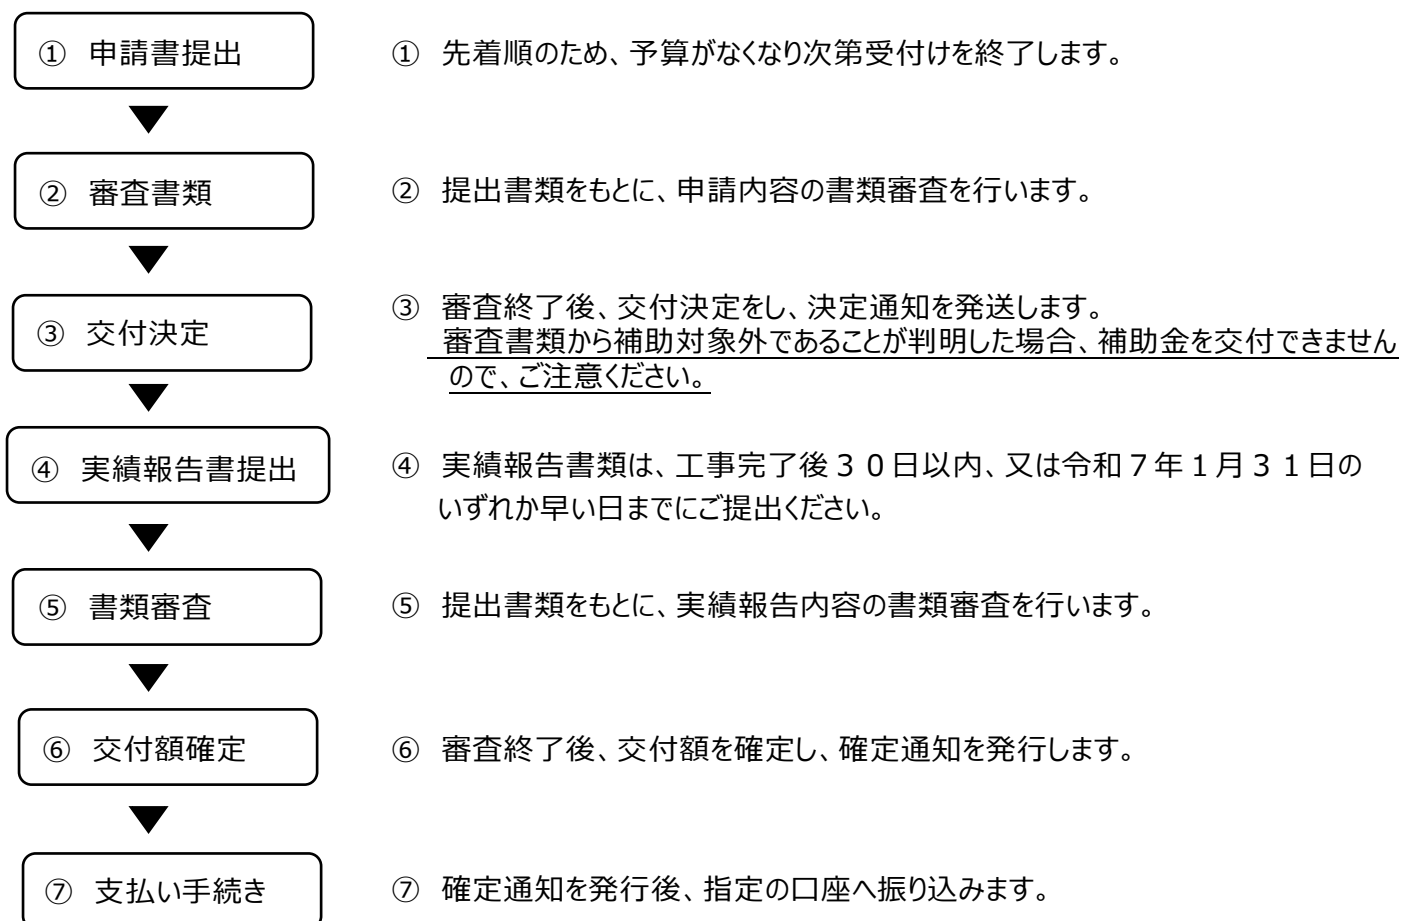 ① 申請書提出
① 先着順のため、予算がなくなり次第受付けを終了します。
② 審査書類
② 提出書類をもとに、申請内容の書類審査を行います。
③ 交付決定
③ 審査終了後、交付決定をし、決定通知を発送します。
審査書類から補助対象外であることが判明した場合、補助金を交付できません
ので、ご注意ください。
④ 実績報告書提出
④ 実績報告書類は、工事完了後30日以内、又は令和7年1月31日の
いずれか早い日までにご提出ください。
⑤ 書類審査
⑤ 提出書類をもとに、実績報告内容の書類審査を行います。
⑥ 交付額確定
⑥ 審査終了後、交付額を確定し、確定通知を発行します。
⑦ 支払い手続き
⑦ 確定通知を発行後、指定の口座へ振り込みます。